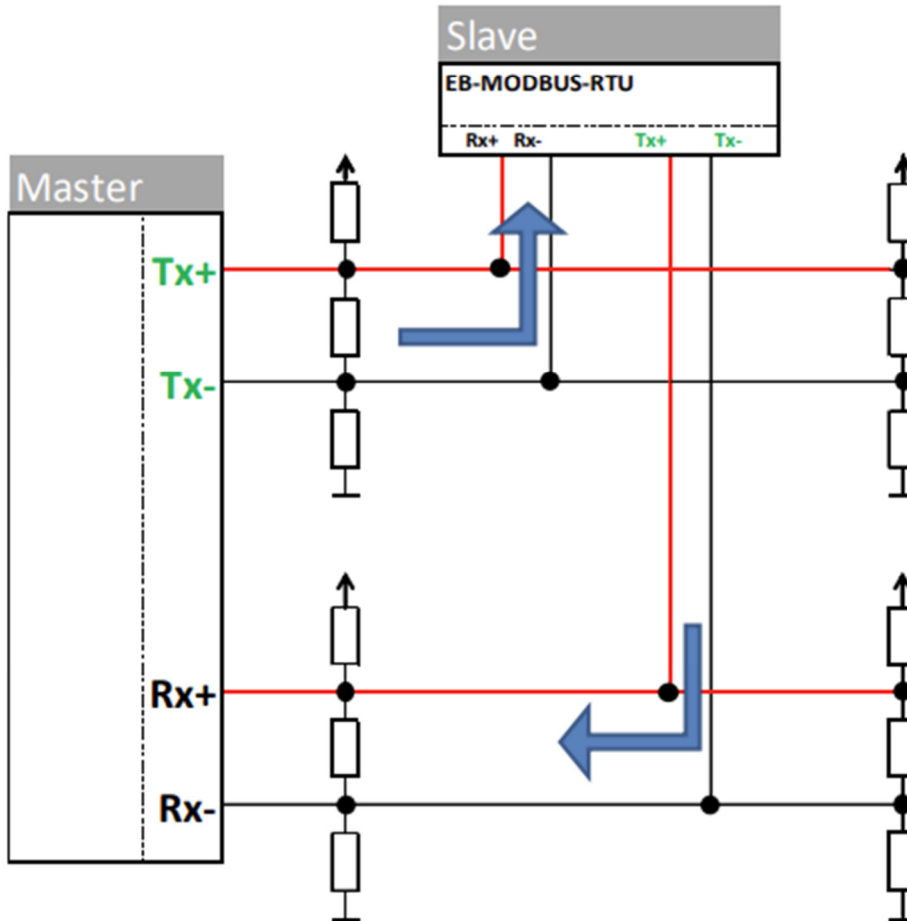 Slave
EB-MODBUS-RTU
Rx+ Rx- Tx+ Tx-
Master
Tx+
Tx-
Rx+
Rx-